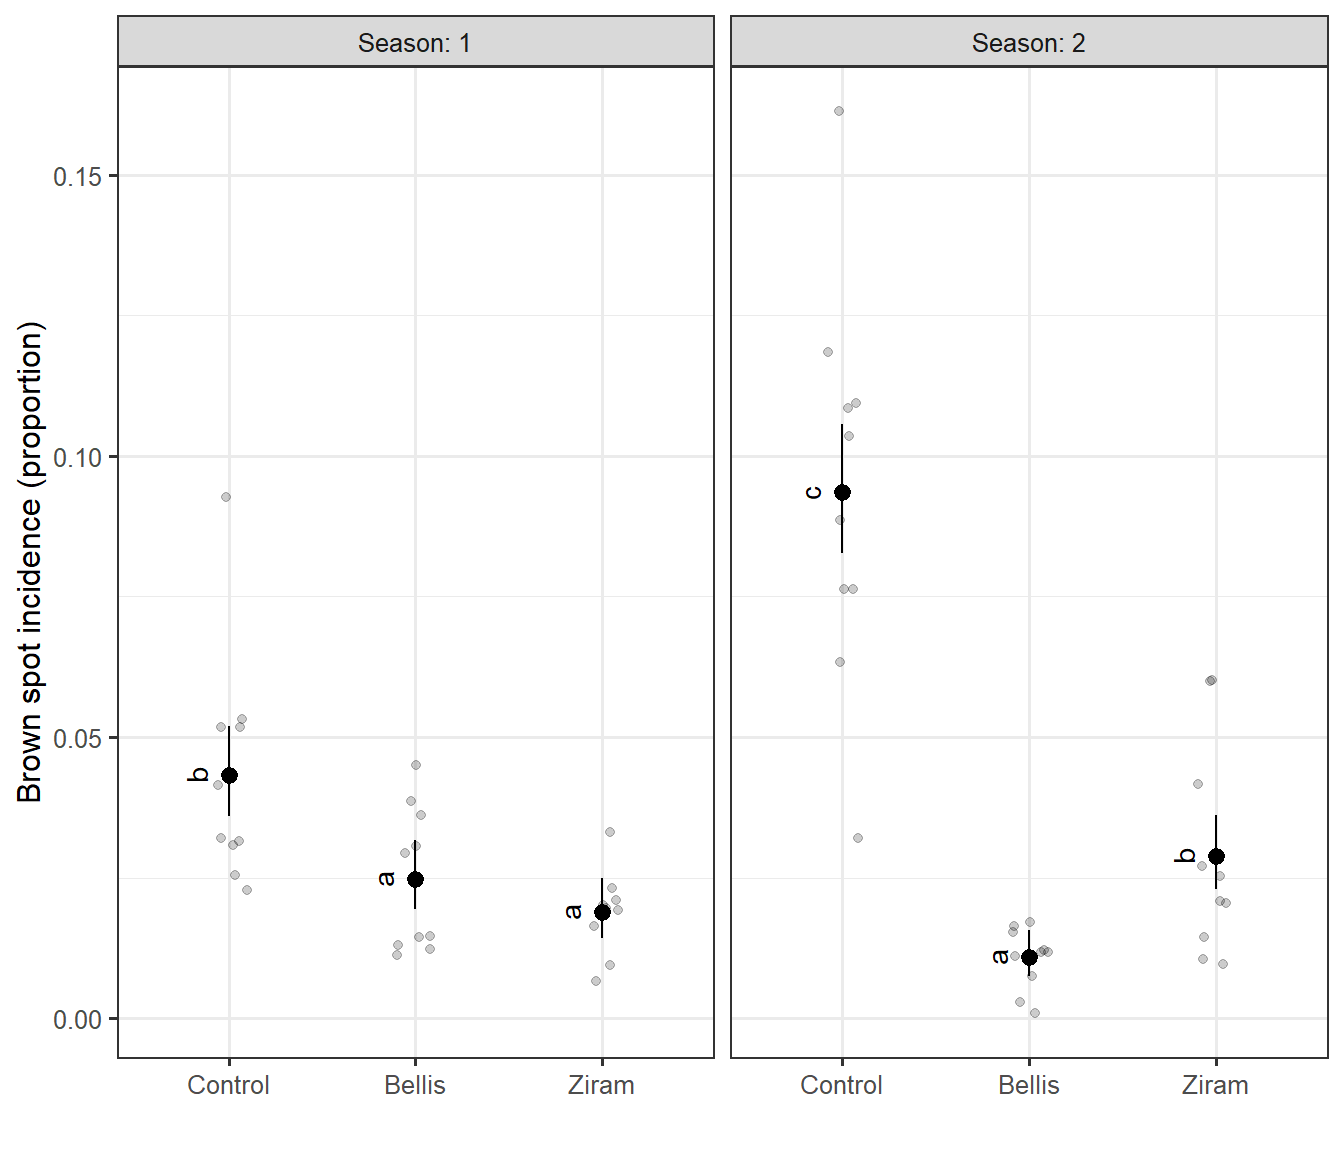 Season: 1
Season: 2
Brown spot incidence (proportion)
0.15
0.10
0.05
0.00
b
a
a
c
a
b
Control
Bellis
Ziram
Control
Bellis
Ziram